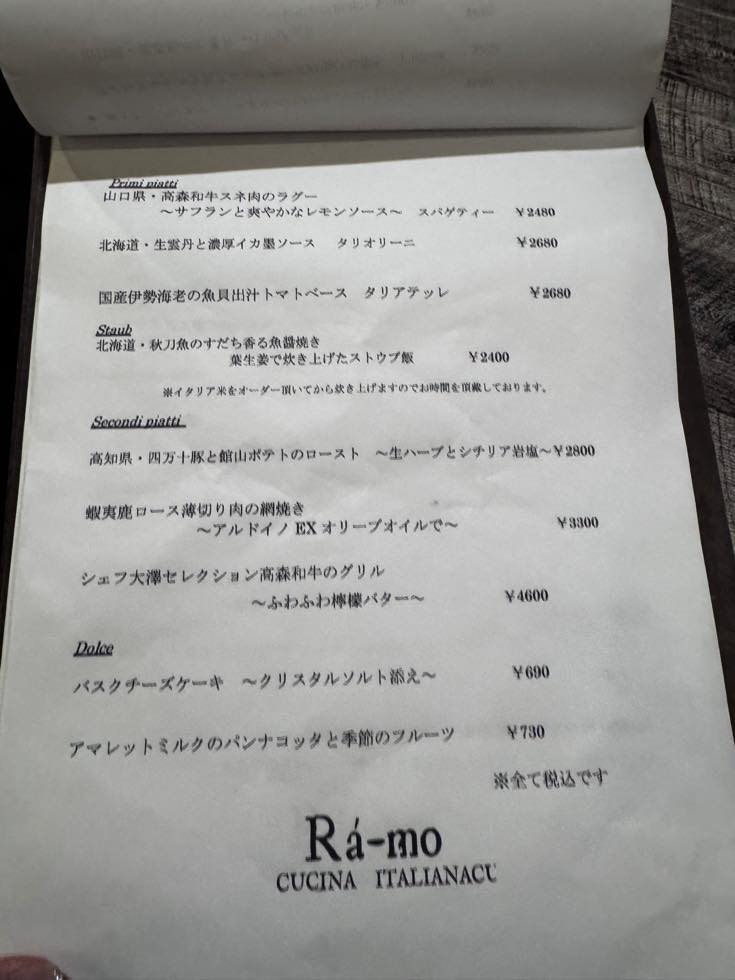 Primi piatti
山口県・高森和牛スネ肉のラグー
～サフランと爽やかなレモンソース～ スパゲティー ￥2480
北海道・生雲丹と濃厚イカ墨ソース タリオリーニ ￥2680
国産伊勢海老の魚貝出汁トマトベース タリアテッレ ￥2680
Staub
北海道・秋刀魚のすだち香る魚醤焼き
葉生姜で炊き上げたストウブ飯 ￥2400
※イタリア米をオーダー頂いてから炊き上げますのでお時間を頂戴しております。
Secondi piatti
高知県・四万十豚と館山ポテトのロースト ～生ハーブとシチリア岩塩～￥2800
蝦夷鹿ロース薄切り肉の網焼き
～アルドイノ EX オリーブオイルで～ ￥3300
シェフ大澤セレクション高森和牛のグリル
～ふわふわ檸檬バター～ ￥4600
Dolce
バスクチーズケーキ ～クリスタルソルト添え～ ￥690
アマレットミルクのパンナコッタと季節のフルーツ ￥730
※全て税込です
Rá-mo
CUCINA ITALIANACU